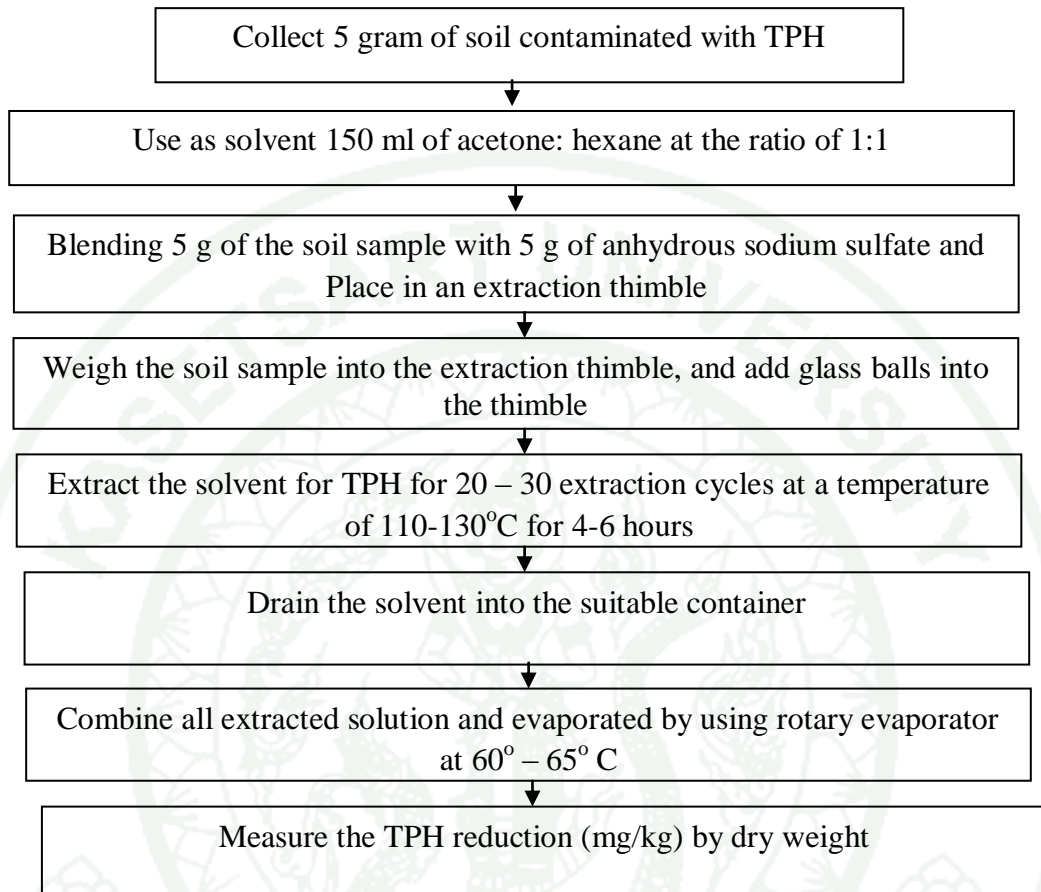 Collect 5 gram of soil contaminated with TPH
Use as solvent 150 ml of acetone: hexane at the ratio of 1:1
Blending 5 g of the soil sample with 5 g of anhydrous sodium sulfate and
Place in an extraction thimble
Weigh the soil sample into the extraction thimble, and add glass balls into
the thimble
Extract the solvent for TPH for 20 – 30 extraction cycles at a temperature
of 110-130°C for 4-6 hours
Drain the solvent into the suitable container
Combine all extracted solution and evaporated by using rotary evaporator
at 60° – 65° C
Measure the TPH reduction (mg/kg) by dry weight
KASETSART UNIVERSITY